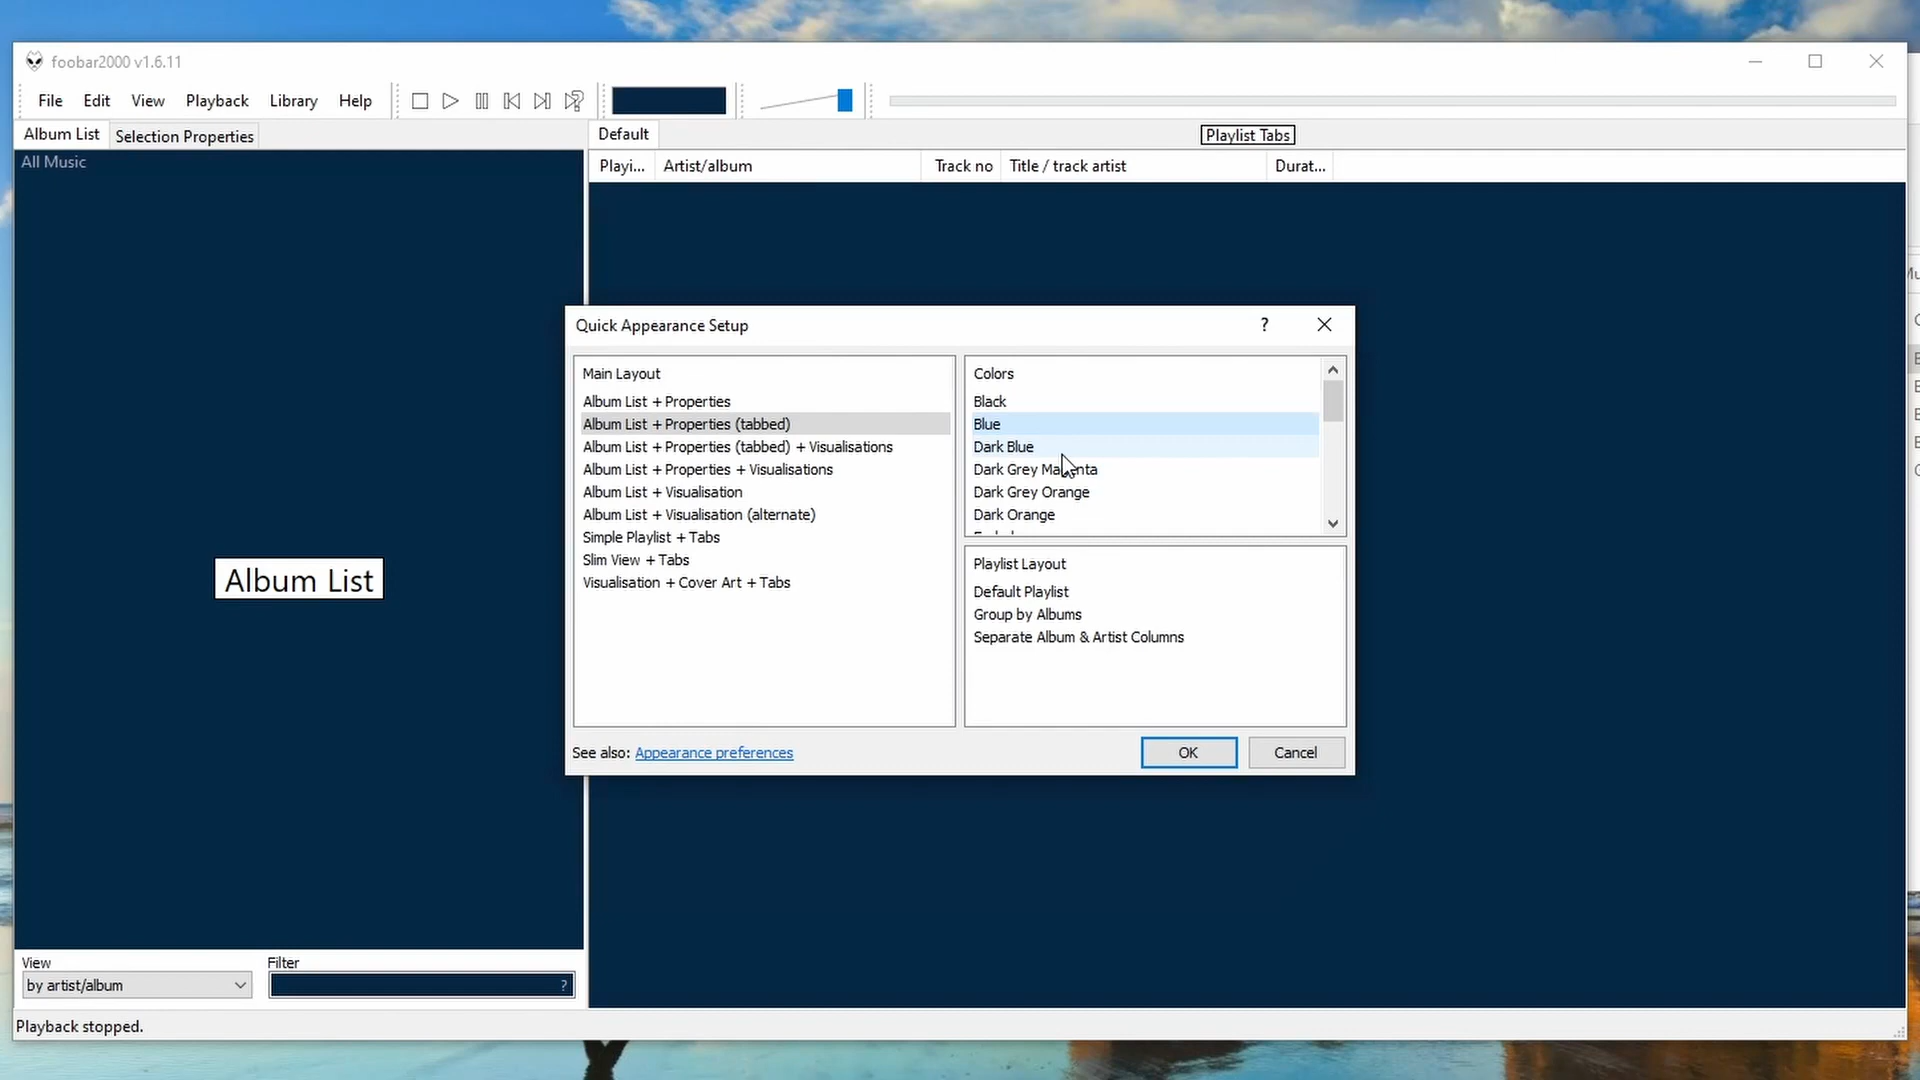 foobar2000 v1.6.11
File Edit View Playback Library Help
Album List Selection Properties Default Playlist Tabs
All Music
Playi... Artist/album Track no Title / track artist Durat...
Quick Appearance Setup ?
Main Layout
Album List + Properties
Album List + Properties (tabbed)
Album List + Properties (tabbed) + Visualisations
Album List + Properties + Visualisations
Album List + Visualisation
Album List + Visualisation (alternate)
Simple Playlist + Tabs
Slim View + Tabs
Visualisation + Cover Art + Tabs
Colors
Black
Blue
Dark Blue
Dark Grey Magenta
Dark Grey Orange
Dark Orange
Playlist Layout
Default Playlist
Group by Albums
Separate Album & Artist Columns
See also: Appearance preferences
OK Cancel
Album List
View Filter
by artist/album ?
Playback stopped.